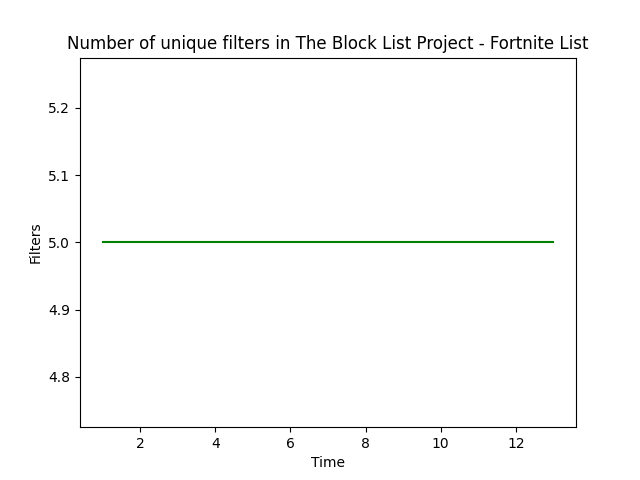 Number of unique filters in The Block List Project - Fortnite List
5.2
5.1
5.0
4.9
4.8
Filters
2 4 6 8 10 12
Time